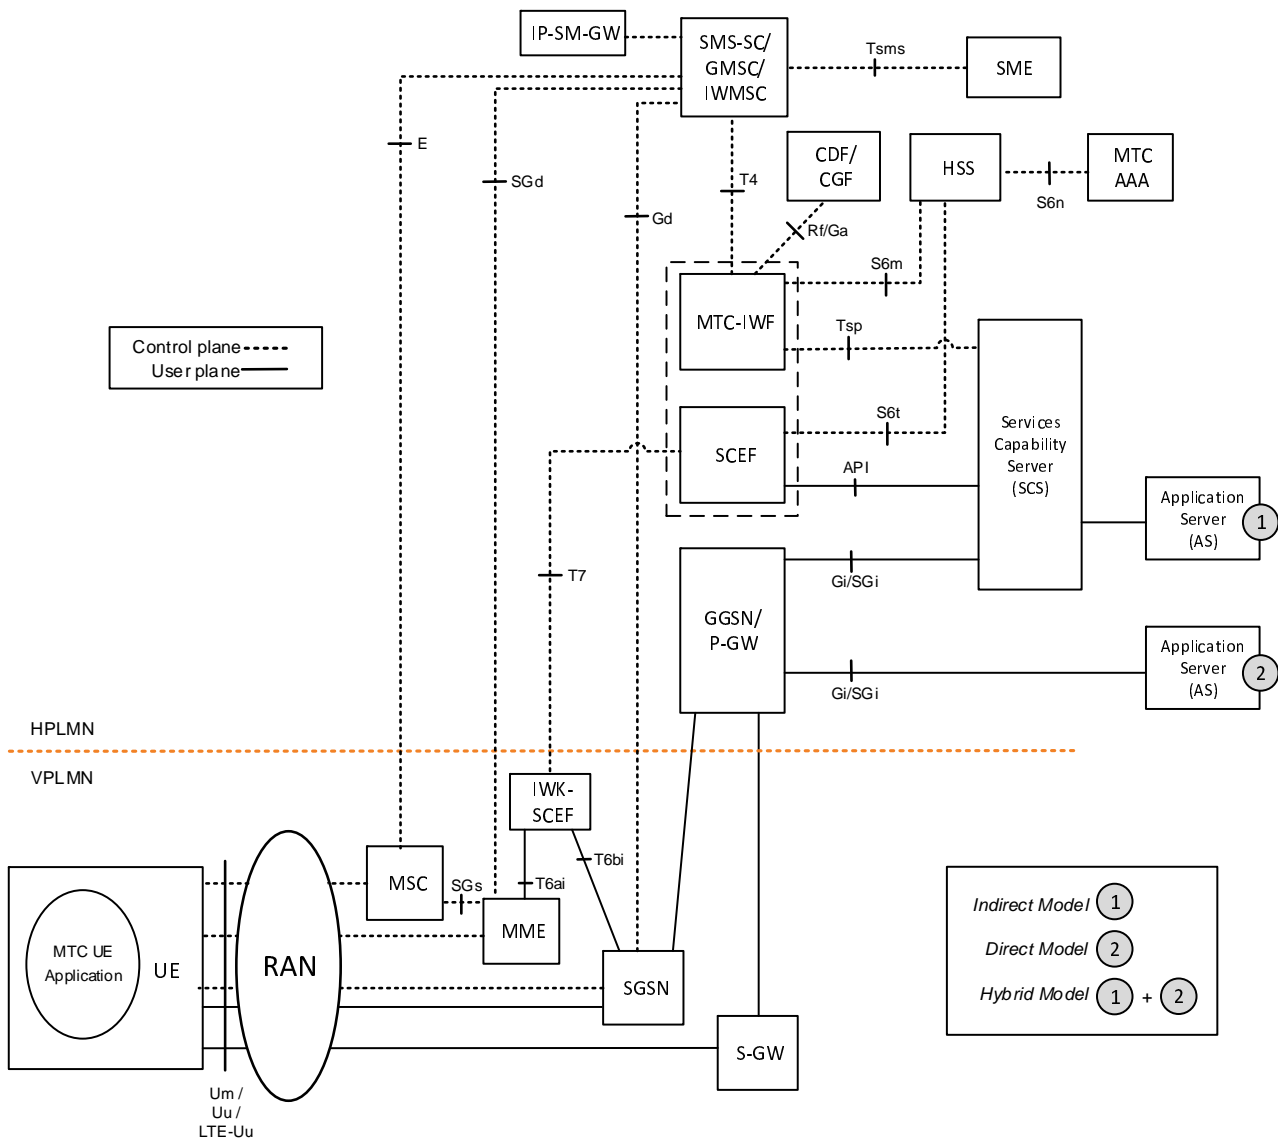 IP-SM-GW
SMS-SC/
GMSC/
IWMSC
Tsms
SME
E
SGd
Gd
T4
CDF/
CGF
HSS
MTC
AAA
S6n
Rf/Ga
S6m
MTC-IWF
Tsp
Control plane
User plane
S6t
SCEF
API
Services
Capability
Server
(SCS)
Application
Server
(AS)
1
T7
Gi/SGi
GGSN/
P-GW
Application
Server
(AS)
2
Gi/SGi
HPLMN
VPLMN
IWK-
SCEF
T6bi
MSC
SGs
T6ai
MME
MTC UE
Application
UE
RAN
SGSN
S-GW
Um /
Uu /
LTE-Uu
Indirect Model 1
Direct Model 2
Hybrid Model 1 + 2